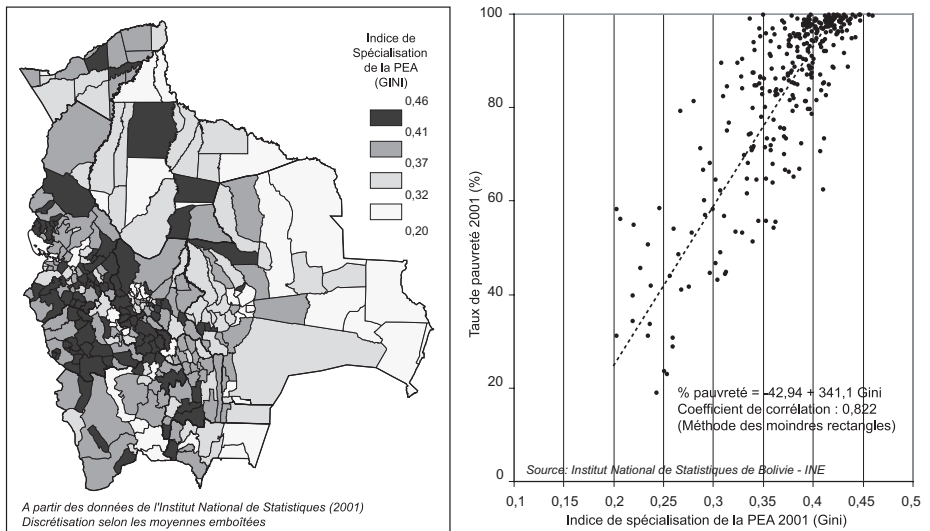 Indice de
Spécialisation
de la PEA
(GINI)
0,46
0,41
0,37
0,32
0,20
A partir des données de l'Institut National de Statistiques (2001)
Discrétisation selon les moyennes emboîtées
Taux de pauvreté 2001 (%)
100
80
60
40
20
0
% pauvreté = -42,94 + 341,1 Gini
Coefficient de corrélation : 0,822
(Méthode des moindres rectangles)
Source: Institut National de Statistiques de Bolivie - INE
0,1 0,15 0,2 0,25 0,3 0,35 0,4 0,45 0,5
Indice de spécialisation de la PEA 2001 (Gini)